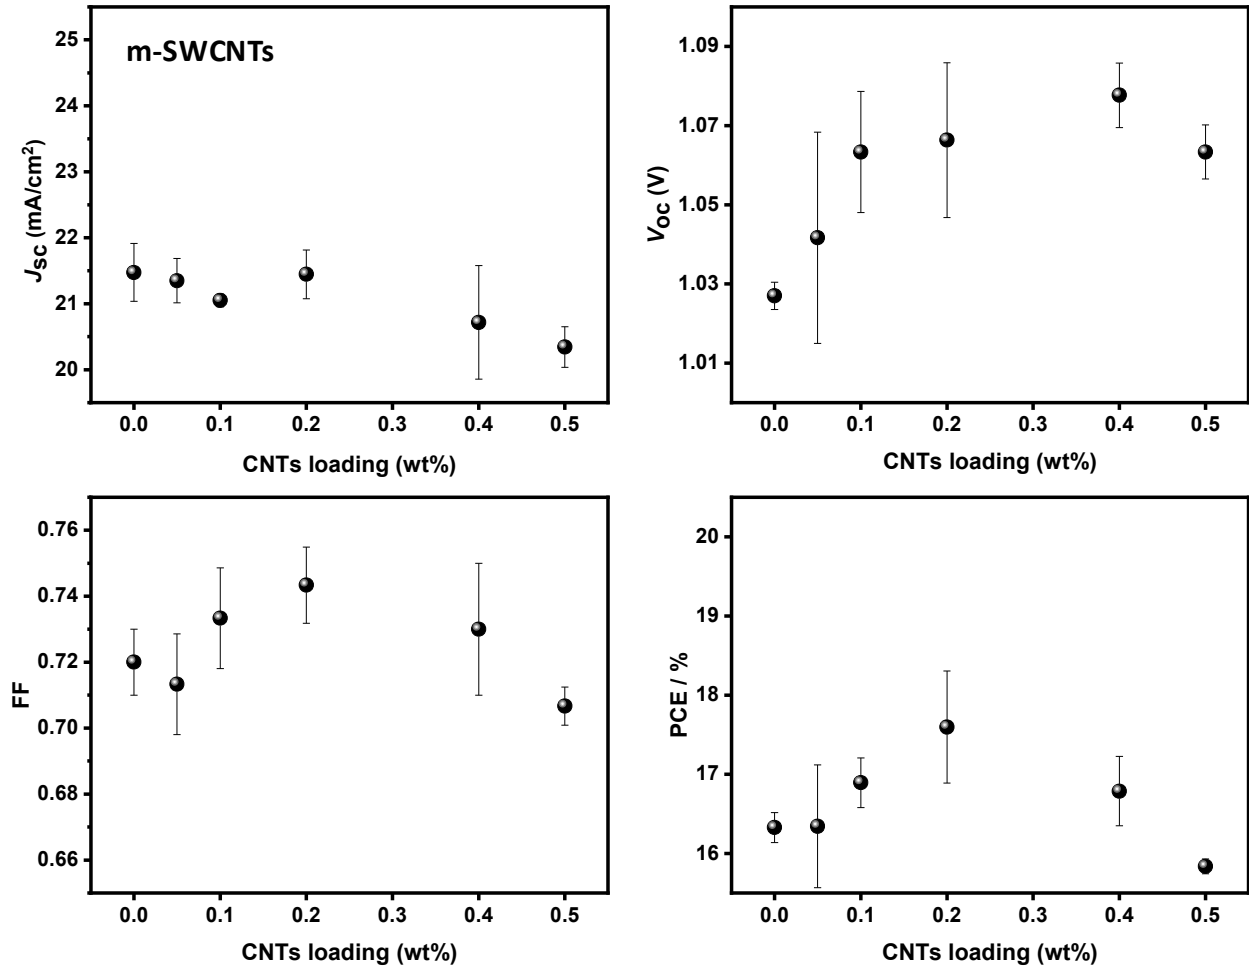 m-SWCNTs
Jsc (mA/cm²)
25
24
23
22
21
20
0.0 0.1 0.2 0.3 0.4 0.5
CNTs loading (wt%)
Voc (V)
1.09
1.07
1.05
1.03
1.01
0.0 0.1 0.2 0.3 0.4 0.5
CNTs loading (wt%)
FF
0.76
0.74
0.72
0.70
0.68
0.66
0.0 0.1 0.2 0.3 0.4 0.5
CNTs loading (wt%)
PCE / %
20
19
18
17
16
0.0 0.1 0.2 0.3 0.4 0.5
CNTs loading (wt%)